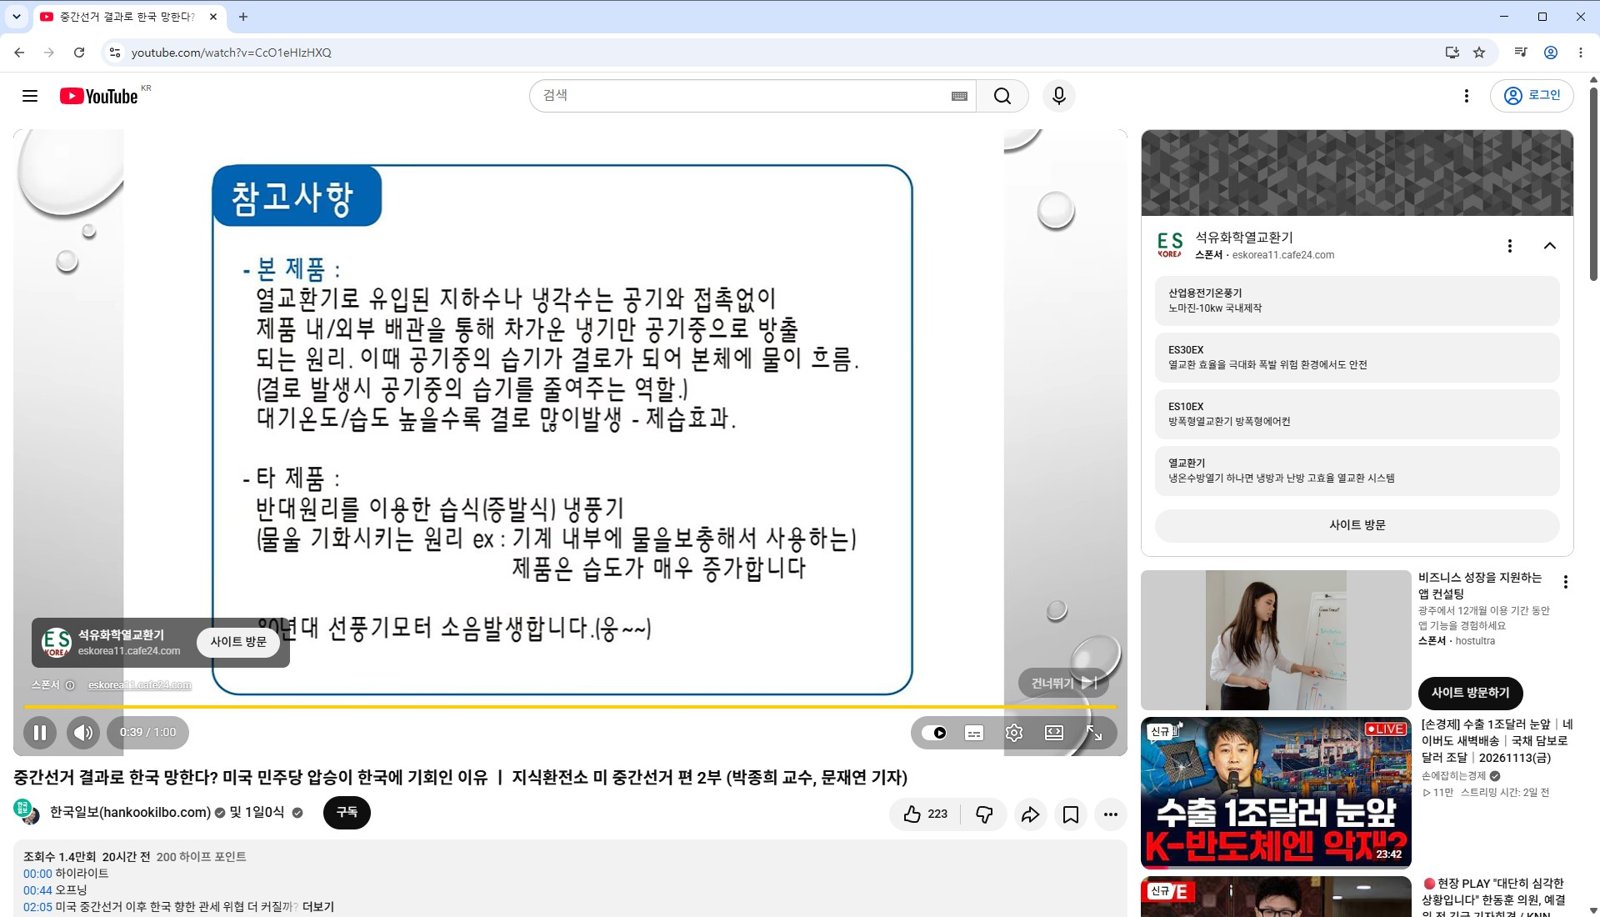 중간선거 결과로 한국 망한다?
youtube.com/watch?v=CcO1eHIzHXQ
YouTube KR
검색
로그인
참고사항
- 본 제품 :
열교환기로 유입된 지하수나 냉각수는 공기와 접촉없이
제품 내/외부 배관을 통해 차가운 냉기만 공기중으로 방출
되는 원리. 이때 공기중의 습기가 결로가 되어 본체에 물이 흐름.
(결로 발생시 공기중의 습기를 줄여주는 역할.)
대기온도/습도 높을수록 결로 많이발생 - 제습효과.
- 타 제품 :
반대원리를 이용한 습식(증발식) 냉풍기
(물을 기화시키는 원리 ex : 기계 내부에 물을보충해서 사용하는)
제품은 습도가 매우 증가합니다
80년대 선풍기모터 소음발생합니다.(웅~~)
ES KOREA
석유화학열교환기
eskorea11.cafe24.com
사이트 방문
스폰서
eskorea11.cafe24.com
건너뛰기
0:39 / 1:00
중간선거 결과로 한국 망한다? 미국 민주당 압승이 한국에 기회인 이유 ㅣ 지식환전소 미 중간선거 편 2부 (박종희 교수, 문재연 기자)
한국일보(hankookilbo.com) 및 1일0식
구독
223
조회수 1.4만회 20시간 전 200 하이프 포인트
00:00 하이라이트
00:44 오프닝
02:05 미국 중간선거 이후 한국 향한 관세 위협 더 커질까? 더보기
ES KOREA
석유화학열교환기
스폰서 · eskorea11.cafe24.com
산업용전기온풍기
노마진-10kw 국내제작
ES30EX
열교환 효율을 극대화 폭발 위험 환경에서도 안전
ES10EX
방폭형열교환기 방폭형에어컨
열교환기
냉온수방열기 하나면 냉방과 난방 고효율 열교환 시스템
사이트 방문
비즈니스 성장을 지원하는
앱 컨설팅
광주에서 12개월 이용 기간 동안
앱 기능을 경험하세요
스폰서 · hostultra
사이트 방문하기
신규
LIVE
수출 1조달러 눈앞
K-반도체엔 악재?
23:42
[손경제] 수출 1조달러 눈앞ㅣ네
이버도 새벽배송ㅣ국채 담보로
달러 조달ㅣ20261113(금)
손에잡히는경제
11만 스트리밍 시간: 2일 전
신규
현장 PLAY "대단히 심각한
상황입니다" 한동훈 의원, 예결